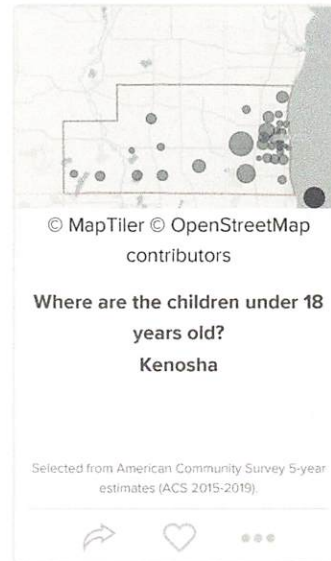 © MapTiler © OpenStreetMap
contributors
Where are the children under 18
years old?
Kenosha
Selected from American Community Survey 5-year
estimates (ACS 2015-2019).